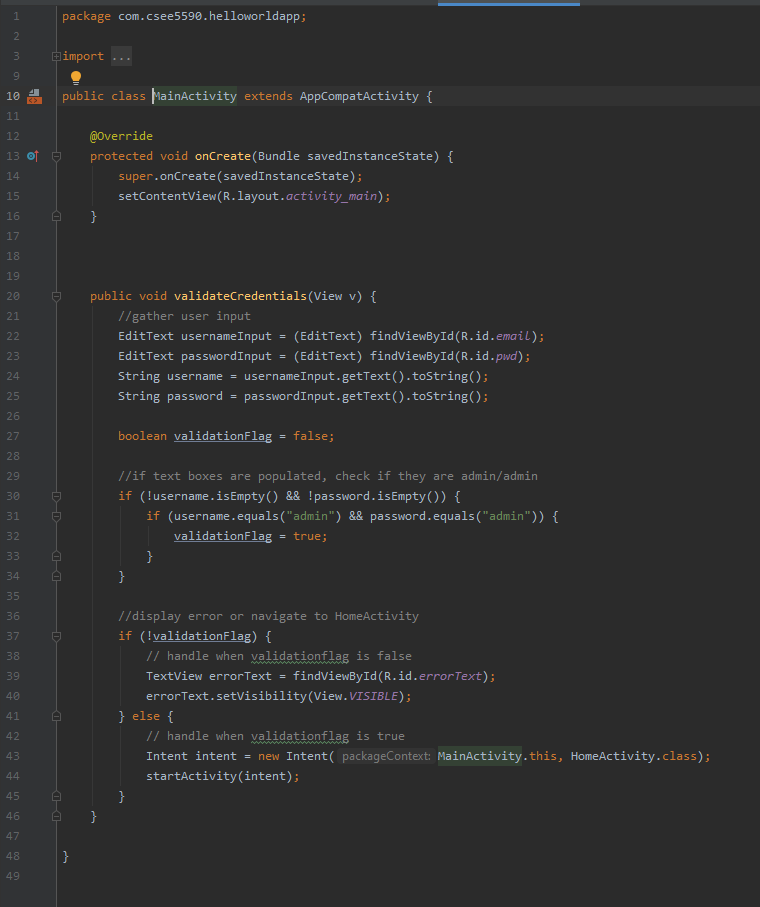 1 package com.csee5590.helloworldapp;
2
3 import ...
9
10 public class MainActivity extends AppCompatActivity {
11
12 @Override
13 protected void onCreate(Bundle savedInstanceState) {
14 super.onCreate(savedInstanceState);
15 setContentView(R.layout.activity_main);
16 }
17
18
19
20 public void validateCredentials(View v) {
21 //gather user input
22 EditText usernameInput = (EditText) findViewById(R.id.email);
23 EditText passwordInput = (EditText) findViewById(R.id.pwd);
24 String username = usernameInput.getText().toString();
25 String password = passwordInput.getText().toString();
26
27 boolean validationFlag = false;
28
29 //if text boxes are populated, check if they are admin/admin
30 if (!username.isEmpty() && !password.isEmpty()) {
31 if (username.equals("admin") && password.equals("admin")) {
32 validationFlag = true;
33 }
34 }
35
36 //display error or navigate to HomeActivity
37 if (!validationFlag) {
38 // handle when validationflag is false
39 TextView errorText = findViewById(R.id.errorText);
40 errorText.setVisibility(View.VISIBLE);
41 } else {
42 // handle when validationflag is true
43 Intent intent = new Intent( packageContext: MainActivity.this, HomeActivity.class);
44 startActivity(intent);
45 }
46 }
47
48 }
49